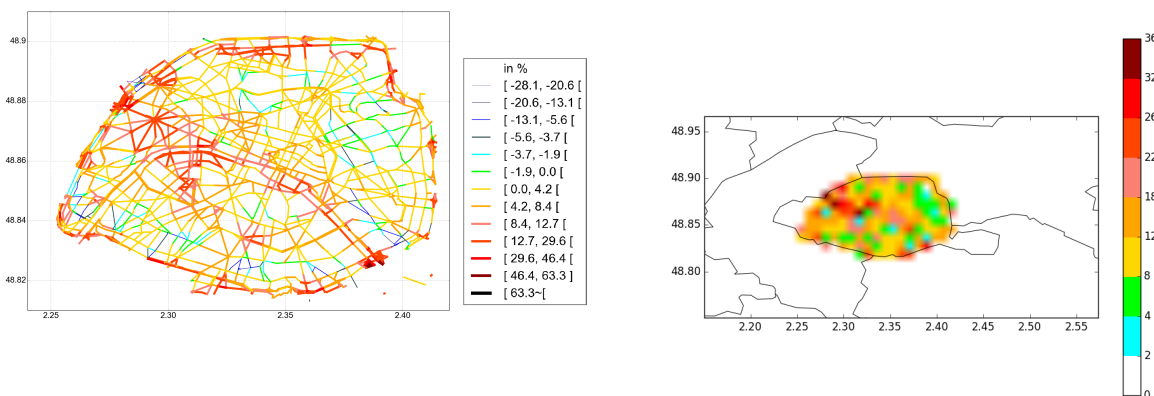 48.9
48.88
48.86
48.84
48.82
2.25 2.30 2.35 2.40
in %
[ -28.1, -20.6 [
[ -20.6, -13.1 [
[ -13.1, -5.6 [
[ -5.6, -3.7 [
[ -3.7, -1.9 [
[ -1.9, 0.0 [
[ 0.0, 4.2 [
[ 4.2, 8.4 [
[ 8.4, 12.7 [
[ 12.7, 29.6 [
[ 29.6, 46.4 [
[ 46.4, 63.3 [
[ 63.3~[
48.95
48.90
48.85
48.80
2.20 2.25 2.30 2.35 2.40 2.45 2.50 2.55
36
32
26
22
18
12
8
4
2
0